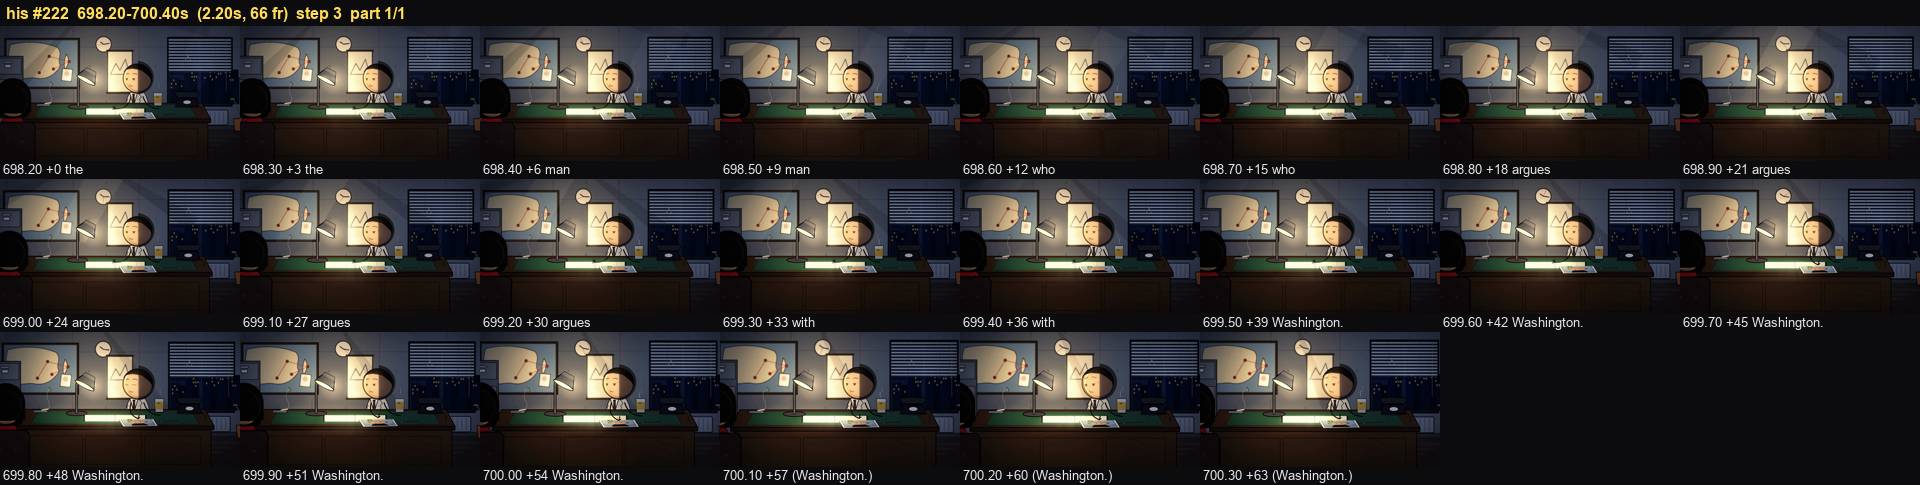 his #222 698.20-700.40s (2.20s, 66 fr) step 3 part 1/1
698.20 +0 the
698.30 +3 the
698.40 +6 man
698.50 +9 man
698.60 +12 who
698.70 +15 who
698.80 +18 argues
698.90 +21 argues
699.00 +24 argues
699.10 +27 argues
699.20 +30 argues
699.30 +33 with
699.40 +36 with
699.50 +39 Washington.
699.60 +42 Washington.
699.70 +45 Washington.
699.80 +48 Washington.
699.90 +51 Washington.
700.00 +54 Washington.
700.10 +57 (Washington.)
700.20 +60 (Washington.)
700.30 +63 (Washington.)